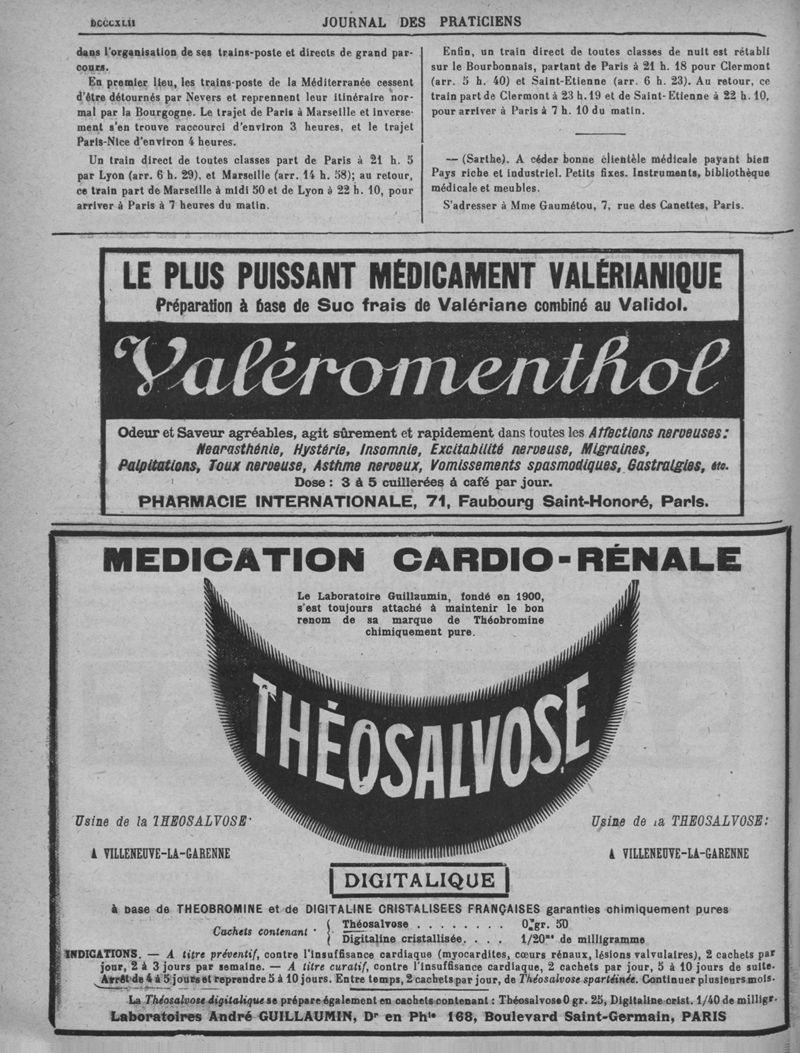 DCCCXLII
JOURNAL DES PRATICIENS
dans l'organisation de ses trains-poste et directs de grand par-
cours.
En premier lieu, les trains-poste de la Méditerranée cessent
d'être détournés par Nevers et reprennent leur itinéraire nor-
mal par la Bourgogne. Le trajet de Paris à Marseille et inverse-
ment s'en trouve raccourci d'environ 3 heures, et le trajet
Paris-Nice d'environ 4 heures.
Un train direct de toutes classes part de Paris à 21 h. 5
par Lyon (arr. 6 h. 29), et Marseille (arr. 14 h. 58); au retour,
ce train part de Marseille à midi 50 et de Lyon à 22 h. 10, pour
arriver à Paris à 7 heures du matin.
Enfin, un train direct de toutes classes de nuit est rétabli
sur le Bourbonnais, partant de Paris à 21 h. 18 pour Clermont
(arr. 5 h. 40) et Saint-Etienne (arr. 6 h. 23). Au retour, ce
train part de Clermont à 23 h. 19 et de Saint-Etienne à 22 h. 10,
pour arriver à Paris à 7 h. 10 du matin.
— (Sarthe). A céder bonne clientèle médicale payant bien
Pays riche et industriel. Petits fixes. Instruments, bibliothèque
médicale et meubles.
S'adresser à Mme Gaumétou, 7, rue des Canettes, Paris.
LE PLUS PUISSANT MÉDICAMENT VALÉRIANIQUE
Préparation à base de Suc frais de Valériane combiné au Validol.
Valéromenthol
Odeur et Saveur agréables, agit sûrement et rapidement dans toutes les Affections nerveuses:
Nearasthénie, Hystérie, Insomnie, Excitabilité nerveuse, Migraines,
Palpitations, Toux nerveuse, Asthme nerveux, Vomissements spasmodiques, Gastralgies, etc.
Dose : 3 à 5 cuillerées à café par jour.
PHARMACIE INTERNATIONALE, 71, Faubourg Saint-Honoré, Paris.
MEDICATION CARDIO-RÉNALE
Le Laboratoire Guillaumin, fondé en 1900,
s'est toujours attaché à maintenir le bon
renom de sa marque de Théobromine
chimiquement pure.
THÉOSALVOSE
Usine de la THEOSALVOSE
A VILLENEUVE-LA-GARENNE
Usine de la THEOSALVOSE:
A VILLENEUVE-LA-GARENNE
DIGITALIQUE
à base de THEOBROMINE et de DIGITALINE CRISTALISEES FRANÇAISES garanties chimiquement pures
Cachets contenant
Théosalvose . . . . . . . . 0gr. 50
Digitaline cristallisée. . . . 1/20me de milligramme
INDICATIONS. — A titre préventif, contre l'insuffisance cardiaque (myocardites, cœurs rénaux, lésions valvulaires), 2 cachets par
jour, 2 à 3 jours par semaine. — A titre curatif, contre l'insuffisance cardiaque, 2 cachets par jour, 5 à 10 jours de suite.
Arrêt de 4 à 5 jours et reprendre 5 à 10 jours. Entre temps, 2 cachets par jour, de Théosalvose spartéinée. Continuer plusieurs mois.
La Théosalvose digitalique se prépare également en cachets contenant : Théosalvose 0 gr. 25, Digitaline crist. 1/40 de milligr.
Laboratoires André GUILLAUMIN, Dr en Phie 168, Boulevard Saint-Germain, PARIS